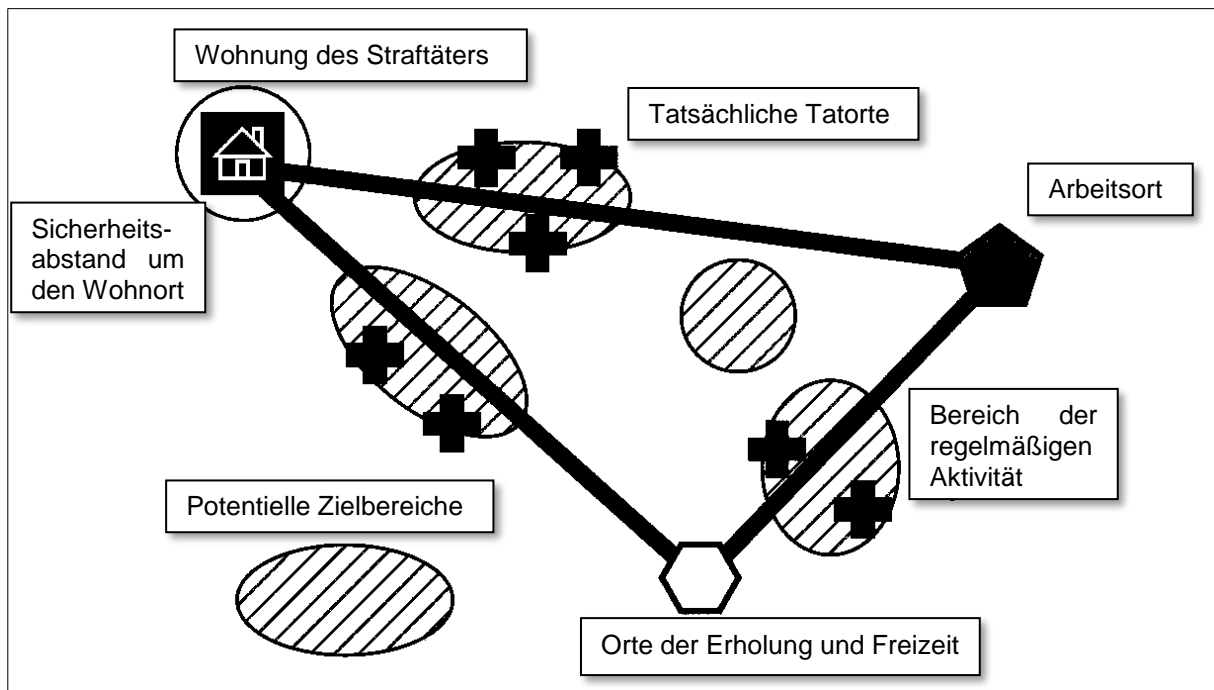 Wohnung des Straftäters
Tatsächliche Tatorte
Arbeitsort
Sicherheits-
abstand um
den Wohnort
Bereich der
regelmäßigen
Aktivität
Potentielle Zielbereiche
Orte der Erholung und Freizeit